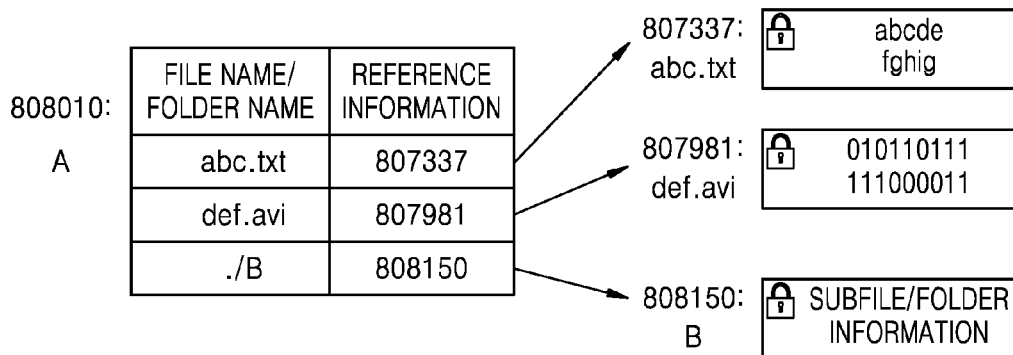 808010:
A
FILE NAME/ FOLDER NAME
REFERENCE INFORMATION
abc.txt 807337
def.avi 807981
./B 808150
807337:
abc.txt
abcde
fghig
807981:
def.avi
010110111
111000011
808150:
B
SUBFILE/FOLDER
INFORMATION